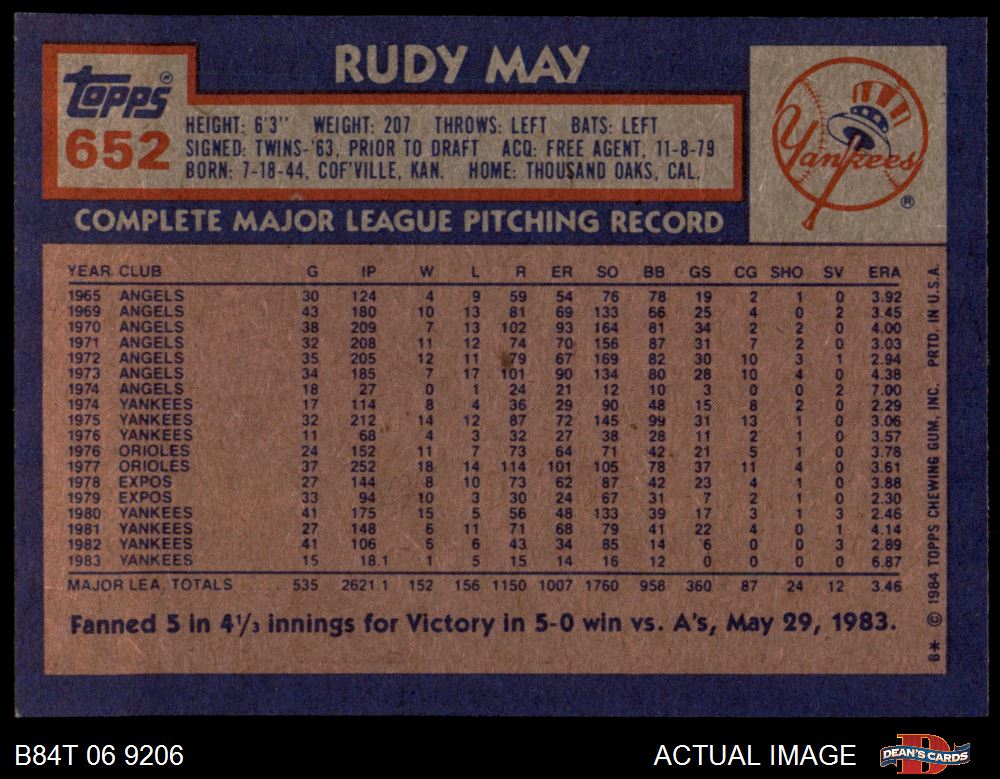 RUDY MAY
Topps®
652
HEIGHT: 6'3" WEIGHT: 207 THROWS: LEFT BATS: LEFT
SIGNED: TWINS-'63, PRIOR TO DRAFT ACQ: FREE AGENT, 11-8-79
BORN: 7-18-44, COF'VILLE, KAN. HOME: THOUSAND OAKS, CAL.
Yankees
®
COMPLETE MAJOR LEAGUE PITCHING RECORD
YEAR CLUB G IP W L R ER SO BB GS CG SHO SV ERA
1965 ANGELS 30 124 4 9 59 54 76 78 19 2 1 0 3.92
1969 ANGELS 43 180 10 13 81 69 133 66 25 4 0 2 3.45
1970 ANGELS 38 209 7 13 102 93 164 81 34 2 2 0 4.00
1971 ANGELS 32 208 11 12 74 70 156 87 31 7 2 0 3.03
1972 ANGELS 35 205 12 11 79 67 169 82 30 10 3 1 2.94
1973 ANGELS 34 185 7 17 101 90 134 80 28 10 4 0 4.38
1974 ANGELS 18 27 0 1 24 21 12 10 3 0 0 2 7.00
1974 YANKEES 17 114 8 4 36 29 90 48 15 8 2 0 2.29
1975 YANKEES 32 212 14 12 87 72 145 99 31 13 1 0 3.06
1976 YANKEES 11 68 4 3 32 27 38 28 11 2 1 0 3.57
1976 ORIOLES 24 152 11 7 73 64 71 42 21 5 1 0 3.78
1977 ORIOLES 37 252 18 14 114 101 105 78 37 11 4 0 3.61
1978 EXPOS 27 144 8 10 73 62 87 42 23 4 1 0 3.88
1979 EXPOS 33 94 10 3 30 24 67 31 7 2 1 0 2.30
1980 YANKEES 41 175 15 5 56 48 133 39 17 3 1 3 2.46
1981 YANKEES 27 148 6 11 71 68 79 41 22 4 0 1 4.14
1982 YANKEES 41 106 6 6 43 34 85 14 6 0 0 3 2.89
1983 YANKEES 15 18.1 1 5 15 14 16 12 0 0 0 0 6.87
MAJOR LEA. TOTALS 535 2621.1 152 156 1150 1007 1760 958 360 87 24 12 3.46
Fanned 5 in 4⅓ innings for Victory in 5-0 win vs. A's, May 29, 1983.
6* © 1984 TOPPS CHEWING GUM, INC. PRTD. IN U.S.A.
B84T 06 9206
ACTUAL IMAGE
DEAN'S CARDS